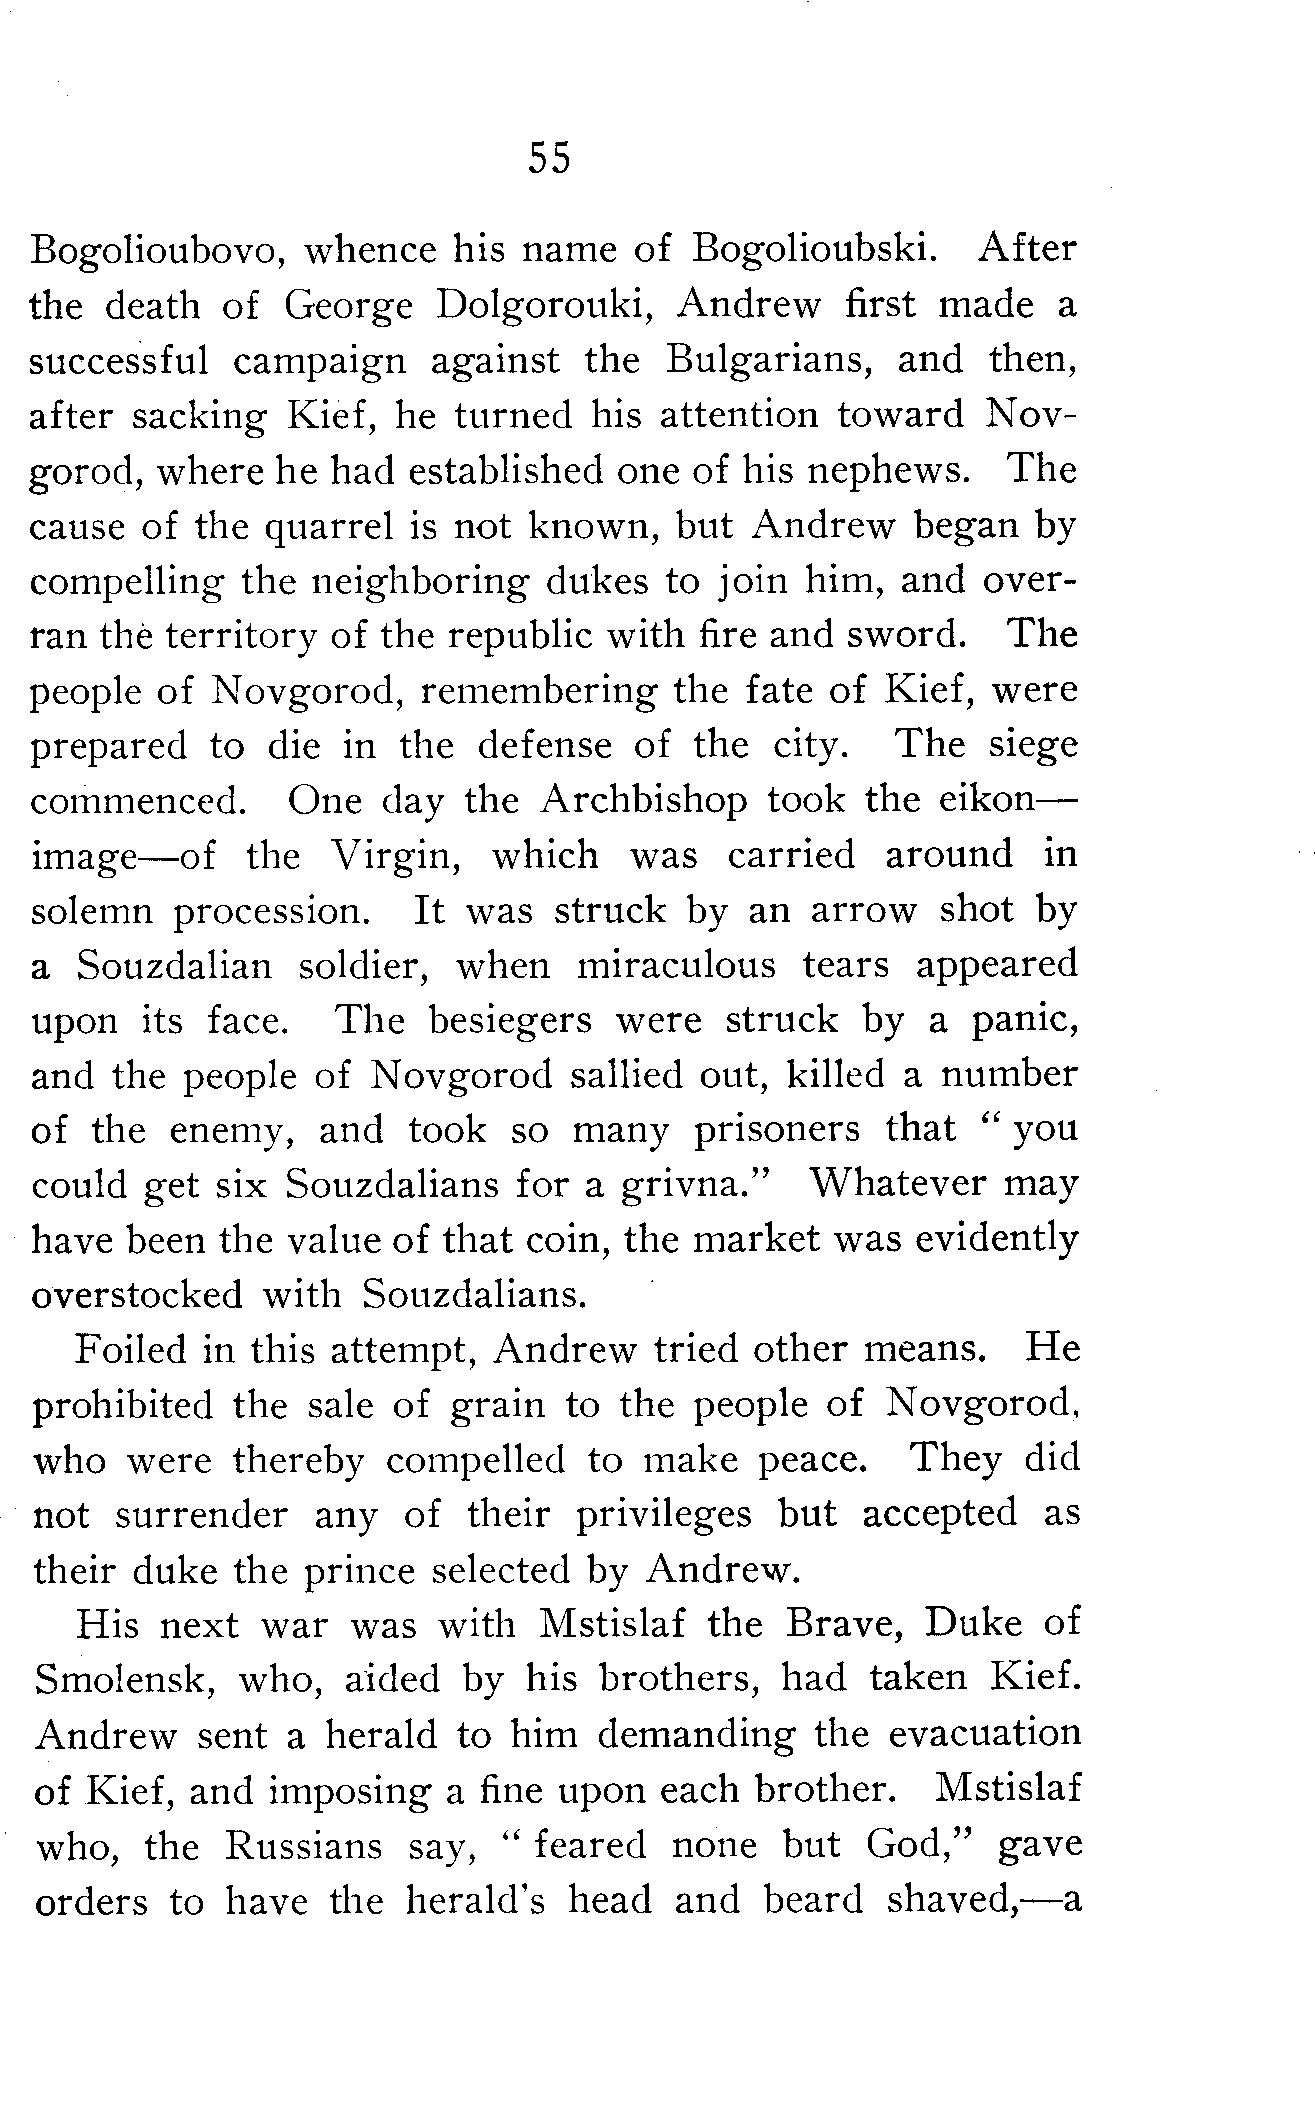 55
Bogolioubovo, whence his name of Bogolioubski. After
the death of George Dolgorouki, Andrew first made a
successful campaign against the Bulgarians, and then,
after sacking Kief, he turned his attention toward Nov-
gorod, where he had established one of his nephews. The
cause of the quarrel is not known, but Andrew began by
compelling the neighboring dukes to join him, and over-
ran the territory of the republic with fire and sword. The
people of Novgorod, remembering the fate of Kief, were
prepared to die in the defense of the city. The siege
commenced. One day the Archbishop took the eikon—
image—of the Virgin, which was carried around in
solemn procession. It was struck by an arrow shot by
a Souzdalian soldier, when miraculous tears appeared
upon its face. The besiegers were struck by a panic,
and the people of Novgorod sallied out, killed a number
of the enemy, and took so many prisoners that “ you
could get six Souzdalians for a grivna.” Whatever may
have been the value of that coin, the market was evidently
overstocked with Souzdalians.
Foiled in this attempt, Andrew tried other means. He
prohibited the sale of grain to the people of Novgorod,
who were thereby compelled to make peace. They did
not surrender any of their privileges but accepted as
their duke the prince selected by Andrew.
His next war was with Mstislaf the Brave, Duke of
Smolensk, who, aided by his brothers, had taken Kief.
Andrew sent a herald to him demanding the evacuation
of Kief, and imposing a fine upon each brother. Mstislaf
who, the Russians say, “ feared none but God,” gave
orders to have the herald's head and beard shaved,—a